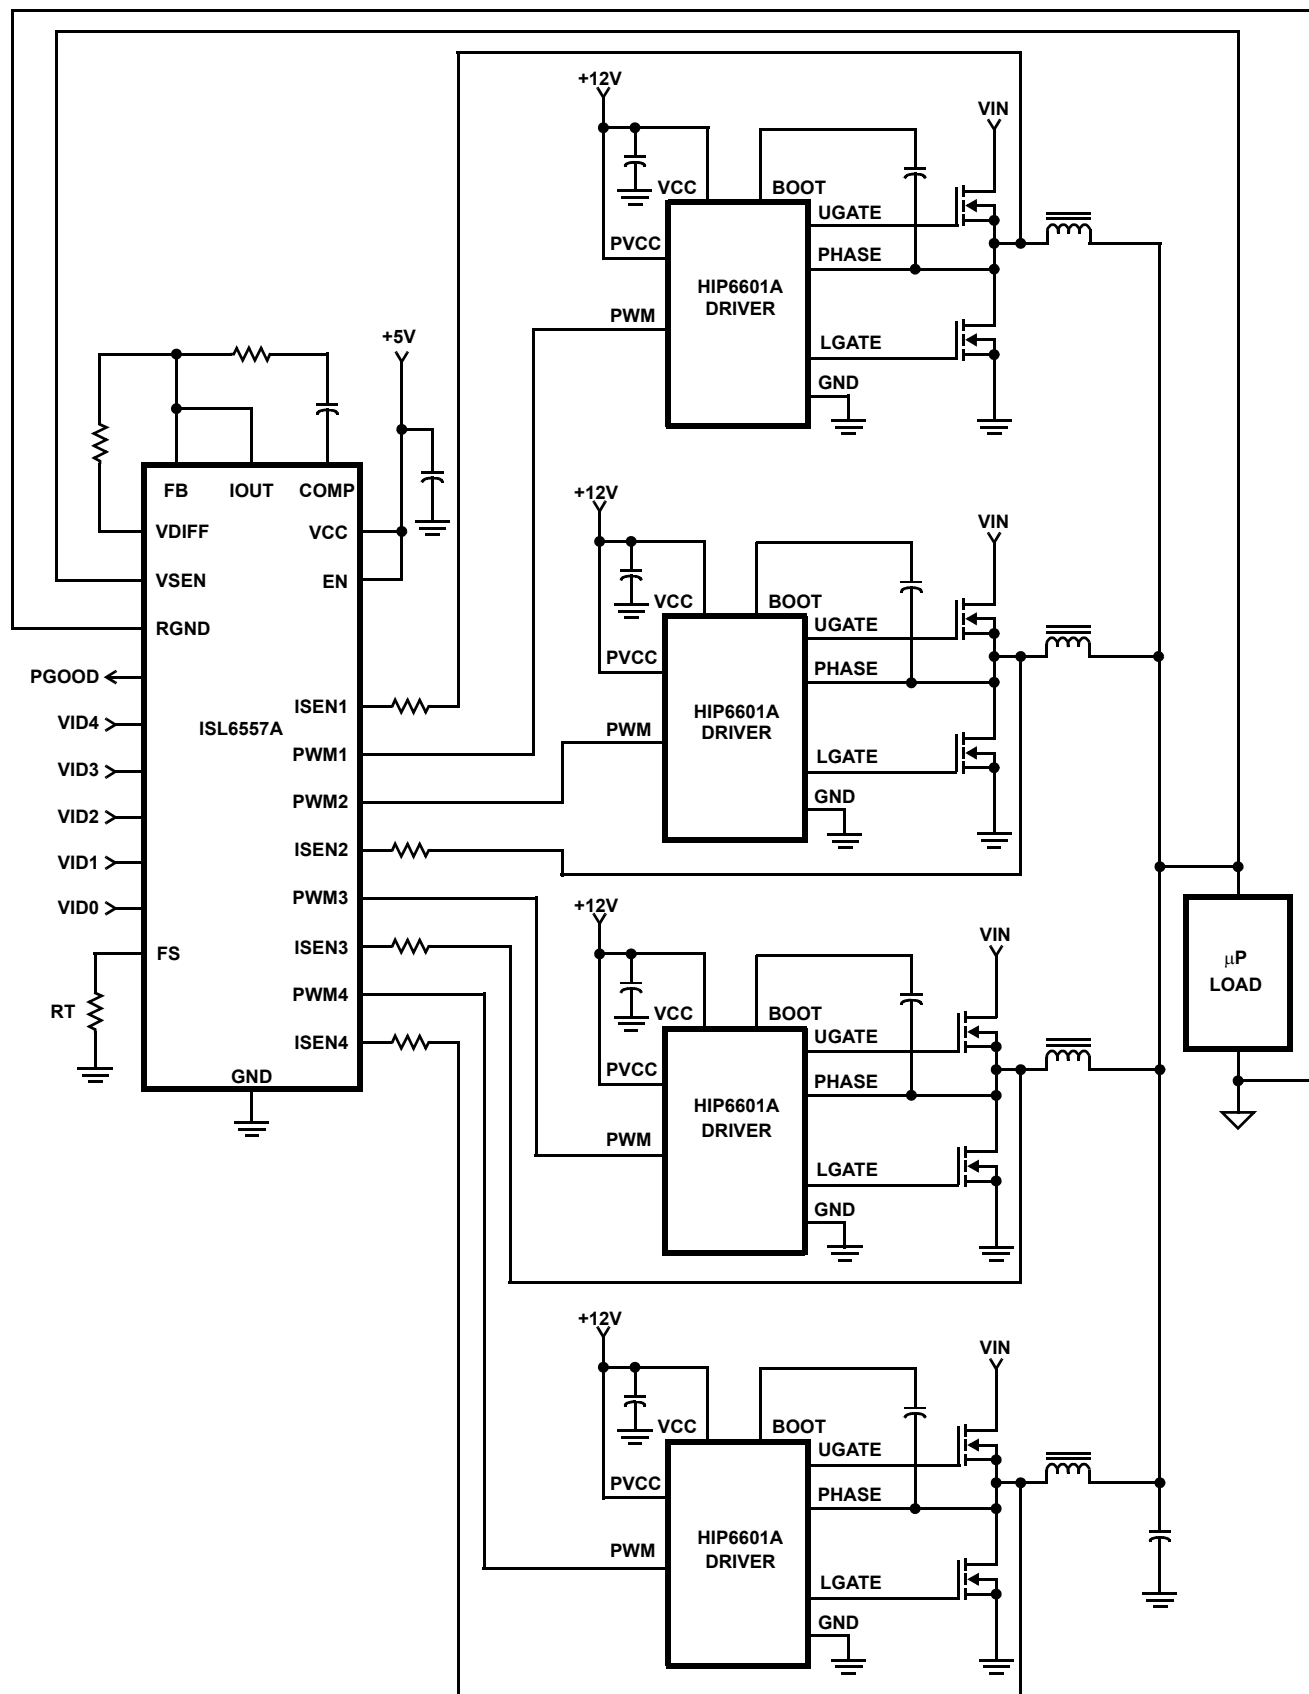 +12V
VIN
VCC
BOOT
UGATE
PVCC
PHASE
HIP6601A
DRIVER
PWM
LGATE
GND
+5V
FB
IOUT
COMP
VDIFF
VCC
VSEN
EN
RGND
PGOOD
ISEN1
VID4
ISL6557A
PWM1
VID3
PWM2
VID2
ISEN2
VID1
PWM3
VID0
ISEN3
FS
PWM4
RT
ISEN4
GND
+12V
VIN
VCC
BOOT
UGATE
PVCC
PHASE
HIP6601A
DRIVER
PWM
LGATE
GND
+12V
VIN
VCC
BOOT
UGATE
PVCC
PHASE
HIP6601A
DRIVER
PWM
LGATE
GND
µP
LOAD
+12V
VIN
VCC
BOOT
UGATE
PVCC
PHASE
HIP6601A
DRIVER
PWM
LGATE
GND